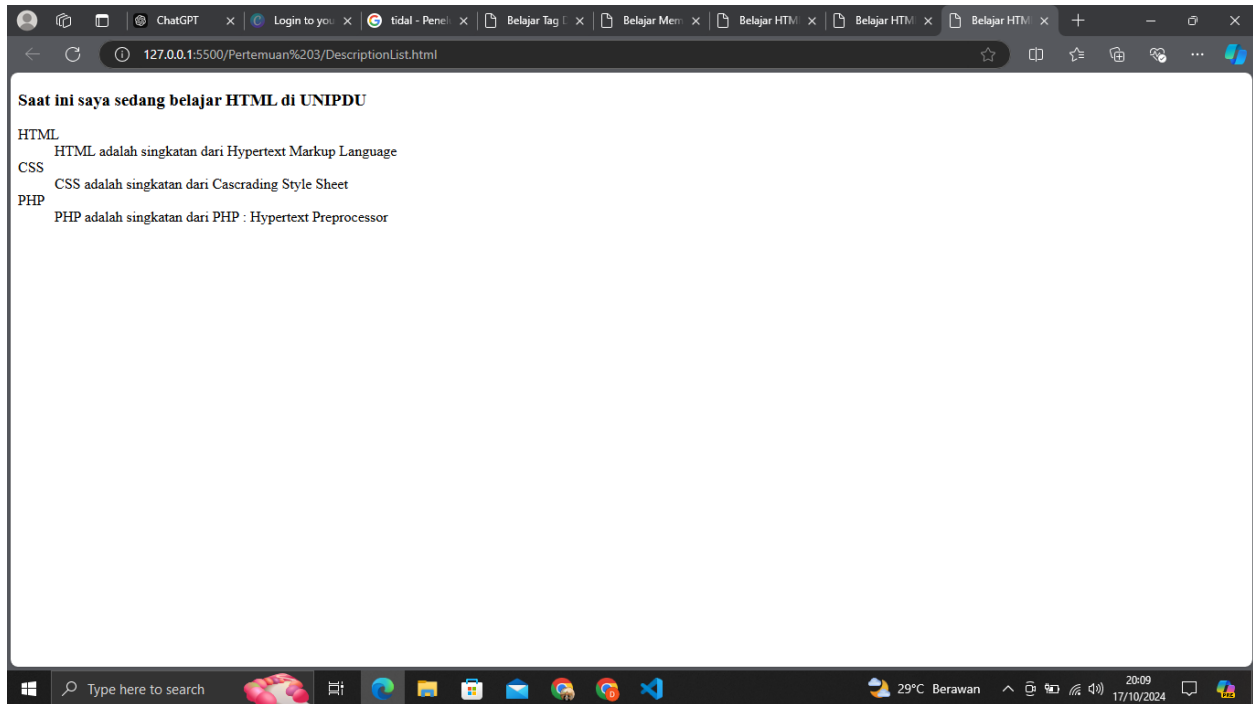 ChatGPT
Login to you
tidal - Penel
Belajar Tag D
Belajar Mem
Belajar HTM
Belajar HTM
Belajar HTM
127.0.0.1:5500/Pertemuan%203/DescriptionList.html
Saat ini saya sedang belajar HTML di UNIPDU
HTML
HTML adalah singkatan dari Hypertext Markup Language
CSS
CSS adalah singkatan dari Cascrading Style Sheet
PHP
PHP adalah singkatan dari PHP : Hypertext Preprocessor
Type here to search
29°C Berawan
20:09
17/10/2024
PRE